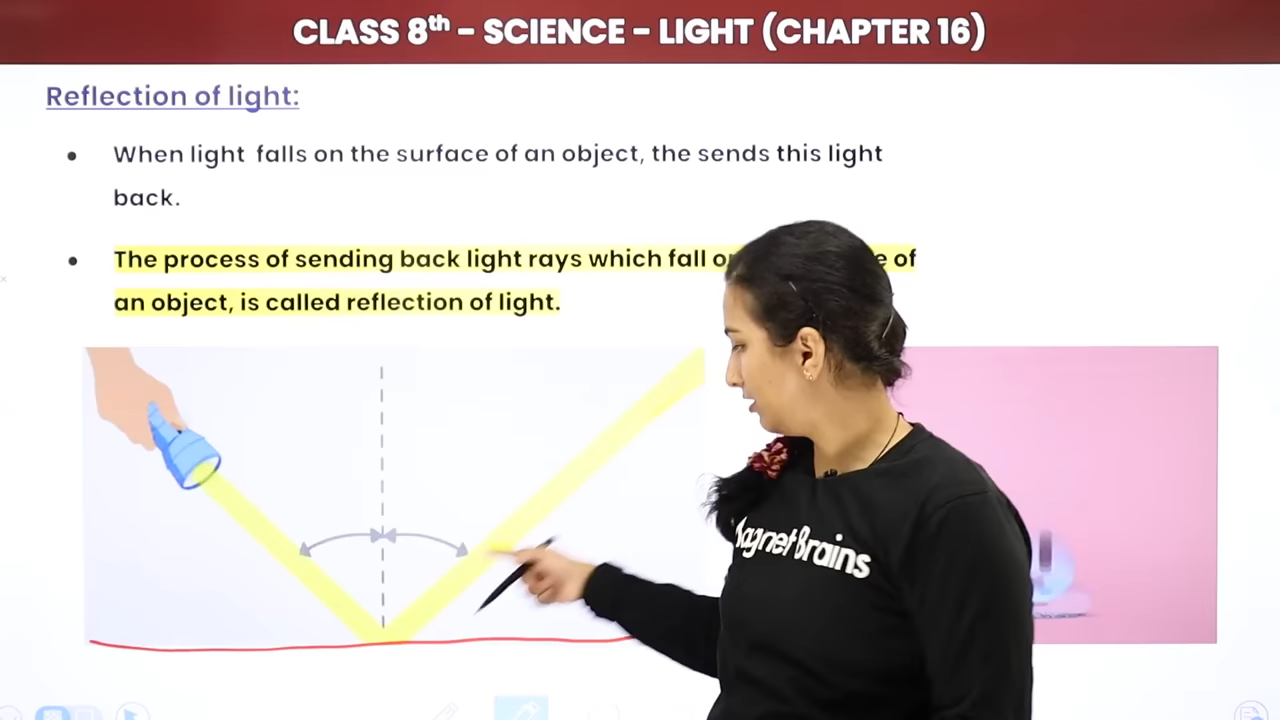 CLASS 8th - SCIENCE - LIGHT (CHAPTER 16)
Reflection of light:
When light falls on the surface of an object, the sends this light
back.
The process of sending back light rays which fall of
an object, is called reflection of light.
Magnet Brains